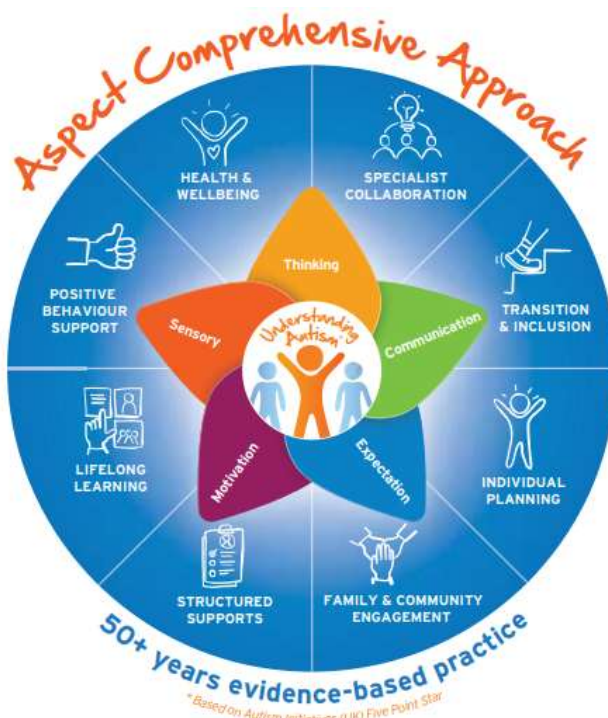 Aspect Comprehensive Approach
HEALTH &
WELLBEING
SPECIALIST
COLLABORATION
POSITIVE
BEHAVIOUR
SUPPORT
TRANSITION
& INCLUSION
LIFELONG
LEARNING
INDIVIDUAL
PLANNING
STRUCTURED
SUPPORTS
FAMILY & COMMUNITY
ENGAGEMENT
Thinking
Sensory
Communication
Motivation
Expectation
Understanding
Autism*
50+ years evidence-based practice
* Based on Autism Initiatives (UK) Five Point Star